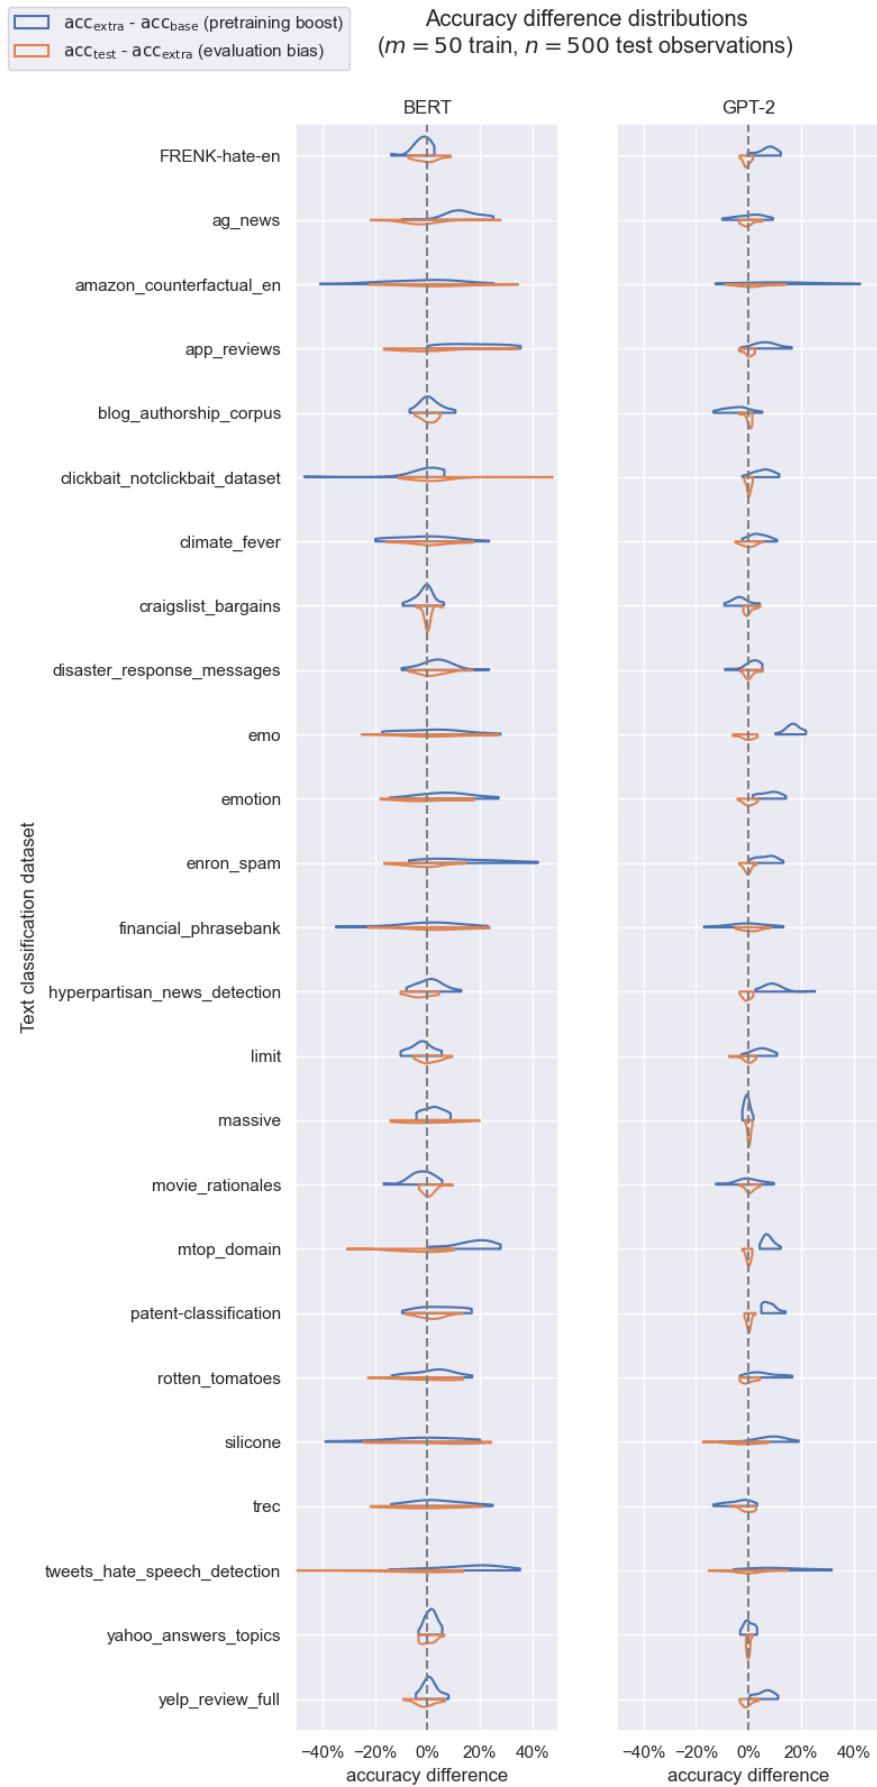 acc_extra - acc_base (pretraining boost)
acc_test - acc_extra (evaluation bias)
Accuracy difference distributions
(m = 50 train, n = 500 test observations)
BERT
GPT-2
Text classification dataset
FRENK-hate-en
ag_news
amazon_counterfactual_en
app_reviews
blog_authorship_corpus
clickbait_notclickbait_dataset
climate_fever
craigslist_bargains
disaster_response_messages
emo
emotion
enron_spam
financial_phrasebank
hyperpartisan_news_detection
limit
massive
movie_rationales
mtop_domain
patent-classification
rotten_tomatoes
silicone
trec
tweets_hate_speech_detection
yahoo_answers_topics
yelp_review_full
−40% −20% 0% 20% 40%
−40% −20% 0% 20% 40%
accuracy difference
accuracy difference